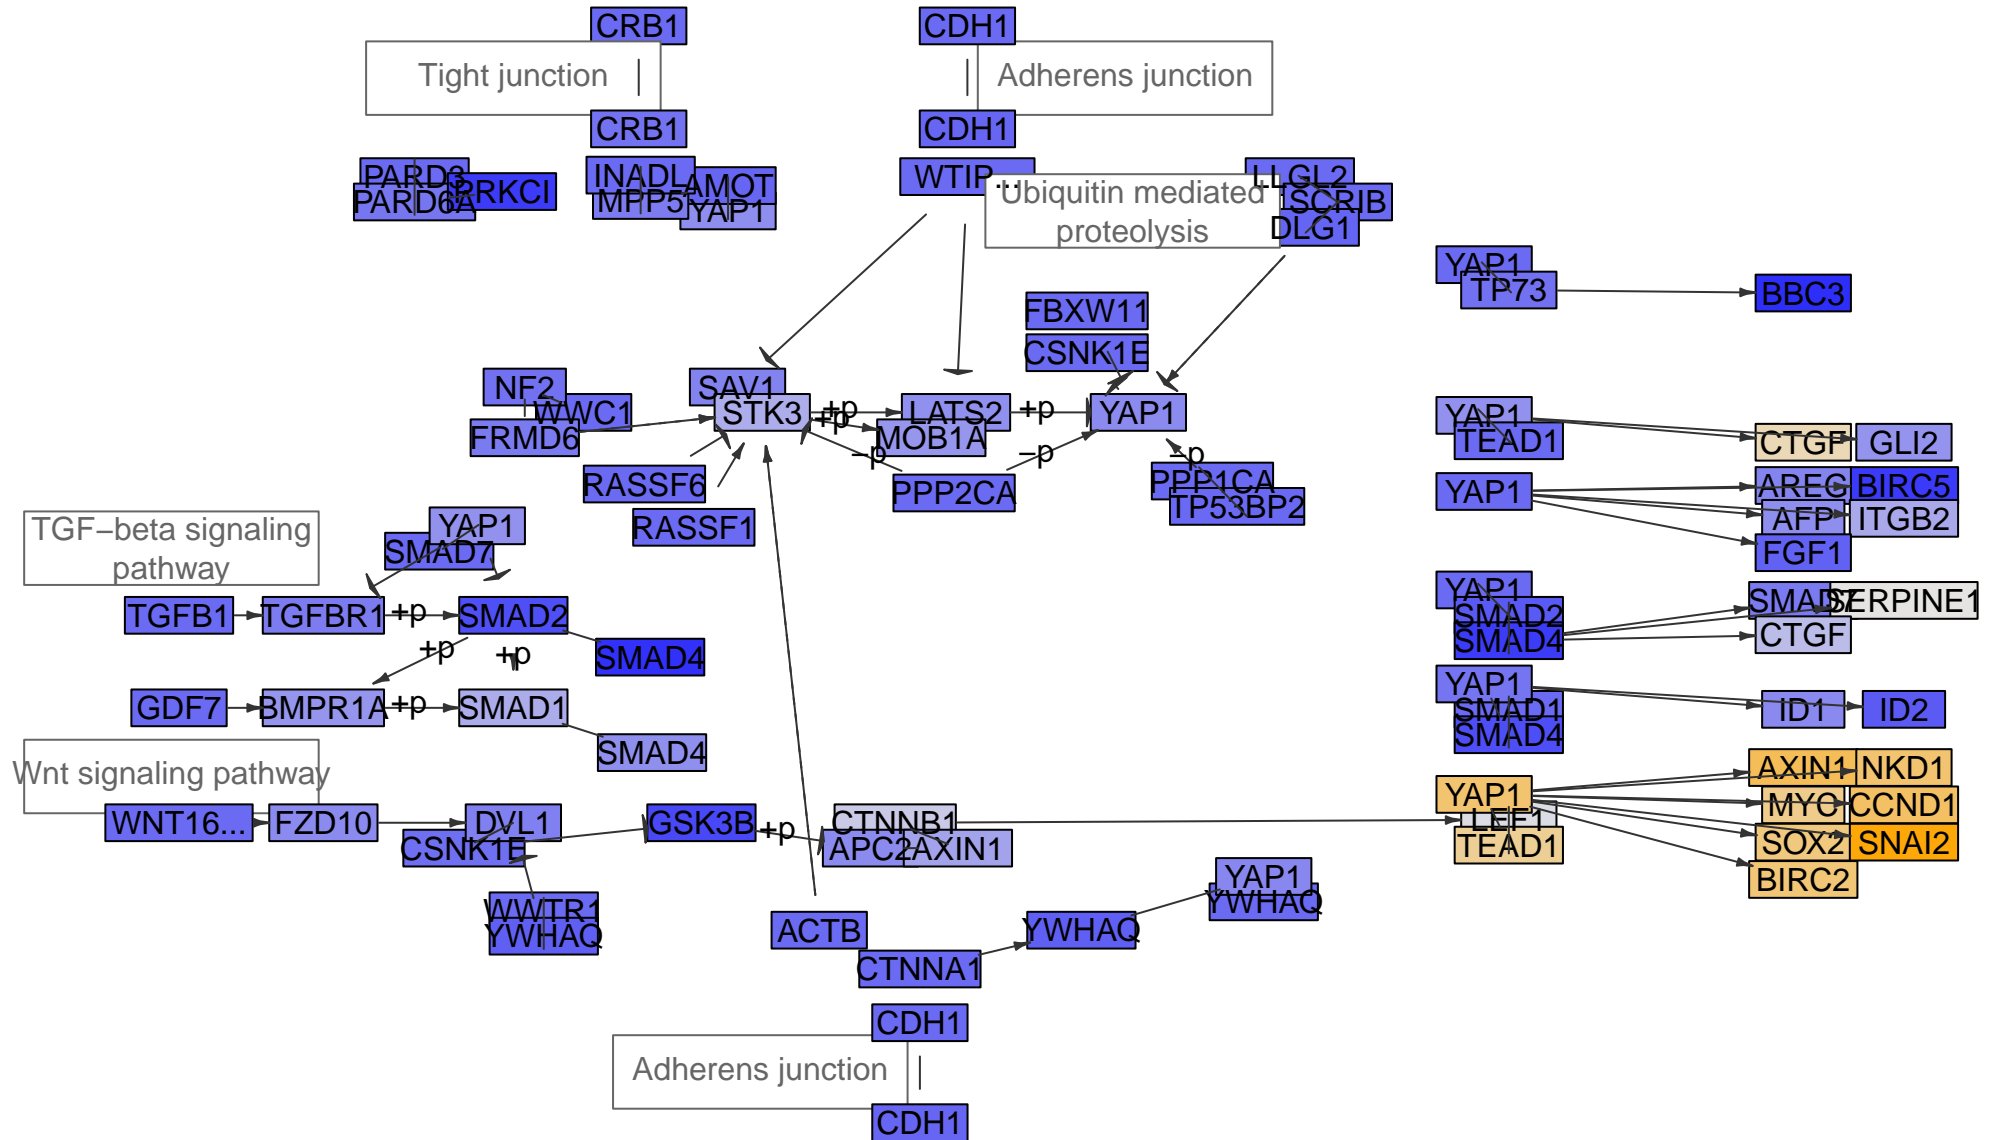 CRB1
CDH1
Tight junction
Adherens junction
CRB1
CDH1
PARD3
PARD6A
PRKCI
INADL
MPP5
AMOT
YAP1
WTIP...
Ubiquitin mediated
proteolysis
LLGL2
SCRIB
DLG1
YAP1
TP73
BBC3
FBXW11
CSNK1E
NF2
WWC1
FRMD6
SAV1
STK3
+p
+p
LATS2
MOB1A
+p
YAP1
−p
−p
−p
RASSF6
RASSF1
PPP2CA
PPP1CA
TP53BP2
YAP1
TEAD1
CTGF
GLI2
YAP1
AREG
BIRC5
AFP
ITGB2
FGF1
TGF−beta signaling
pathway
YAP1
SMAD7
TGFB1
TGFBR1
+p
SMAD2
SMAD4
+p
+p
GDF7
BMPR1A
+p
SMAD1
SMAD4
YAP1
SMAD2
SMAD4
SMAD7
SERPINE1
CTGF
YAP1
SMAD1
SMAD4
ID1
ID2
Wnt signaling pathway
WNT16...
FZD10
DVL1
CSNK1E
GSK3B
+p
CTNNB1
APC2
AXIN1
YAP1
LEF1
TEAD1
AXIN1
NKD1
MYC
CCND1
SOX2
SNAI2
BIRC2
WWTR1
YWHAQ
ACTB
CTNNA1
YWHAQ
YAP1
YWHAQ
CDH1
Adherens junction
CDH1